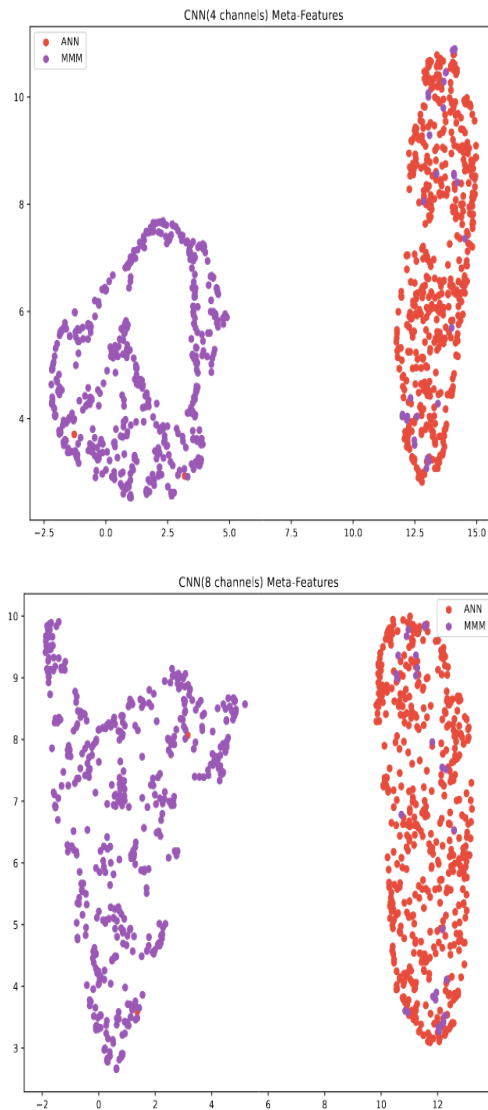 CNN(4 channels) Meta-Features
ANN
MMM
10
8
6
4
−2.5 0.0 2.5 5.0 7.5 10.0 12.5 15.0
CNN(8 channels) Meta-Features
ANN
MMM
10
9
8
7
6
5
4
3
−2 0 2 4 6 8 10 12